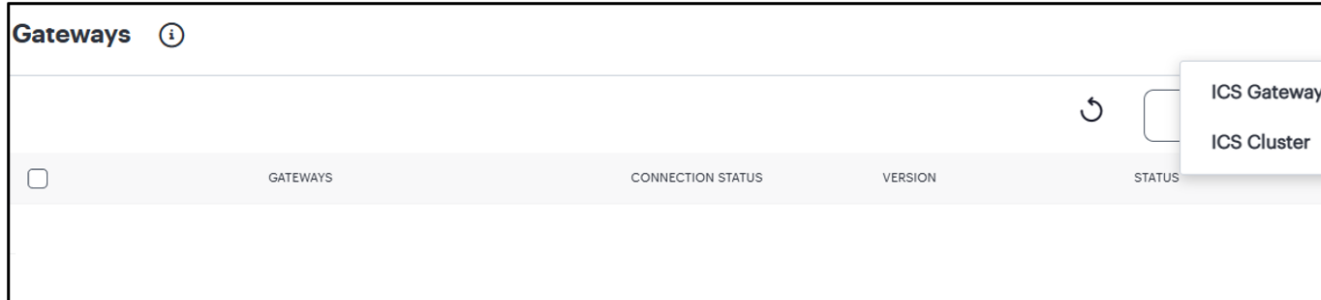 Gateways
ICS Gateway
ICS Cluster
GATEWAYS CONNECTION STATUS VERSION STATUS